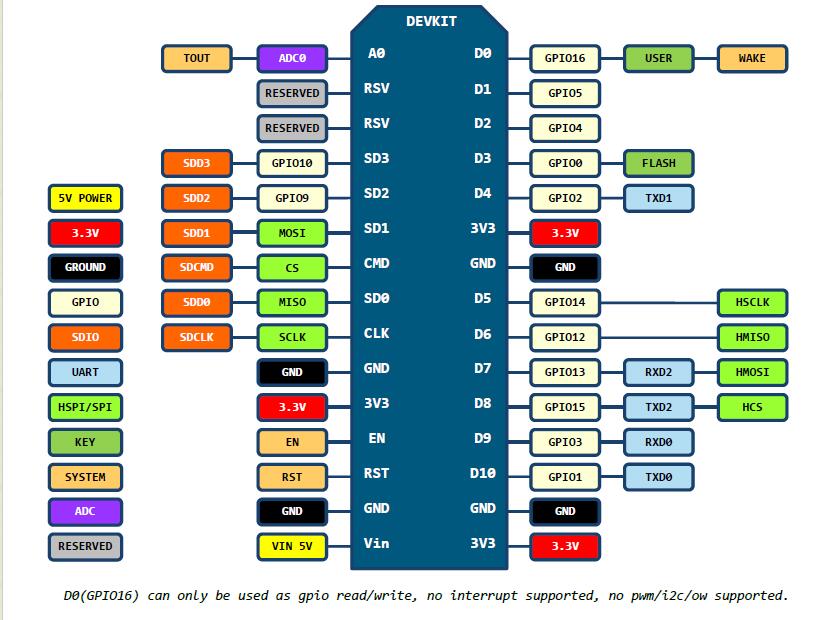 DEVKIT
TOUT ADC0 A0 D0 GPIO16 USER WAKE
RESERVED RSV D1 GPIO5
RESERVED RSV D2 GPIO4
SDD3 GPIO10 SD3 D3 GPIO0 FLASH
5V POWER SDD2 GPIO9 SD2 D4 GPIO2 TXD1
3.3V SDD1 MOSI SD1 3V3 3.3V
GROUND SDCMD CS CMD GND GND
GPIO SDD0 MISO SD0 D5 GPIO14 HSCLK
SDIO SDCLK SCLK CLK D6 GPIO12 HMISO
UART GND GND D7 GPIO13 RXD2 HMOSI
HSPI/SPI 3.3V 3V3 D8 GPIO15 TXD2 HCS
KEY EN EN D9 GPIO3 RXD0
SYSTEM RST RST D10 GPIO1 TXD0
ADC GND GND GND GND
RESERVED VIN 5V Vin 3V3 3.3V
D0(GPIO16) can only be used as gpio read/write, no interrupt supported, no pwm/i2c/ow supported.